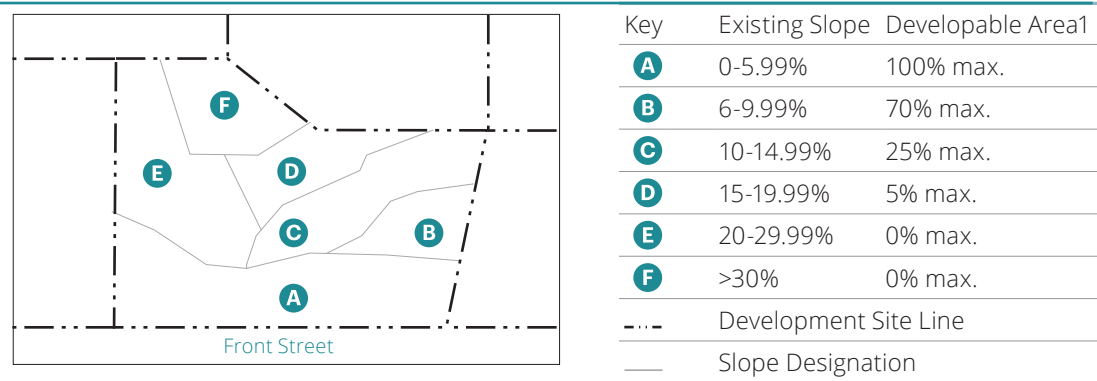 F
E
D
C
B
A
Front Street
Key Existing Slope Developable Area1
A 0-5.99% 100% max.
B 6-9.99% 70% max.
C 10-14.99% 25% max.
D 15-19.99% 5% max.
E 20-29.99% 0% max.
F >30% 0% max.
Development Site Line
Slope Designation